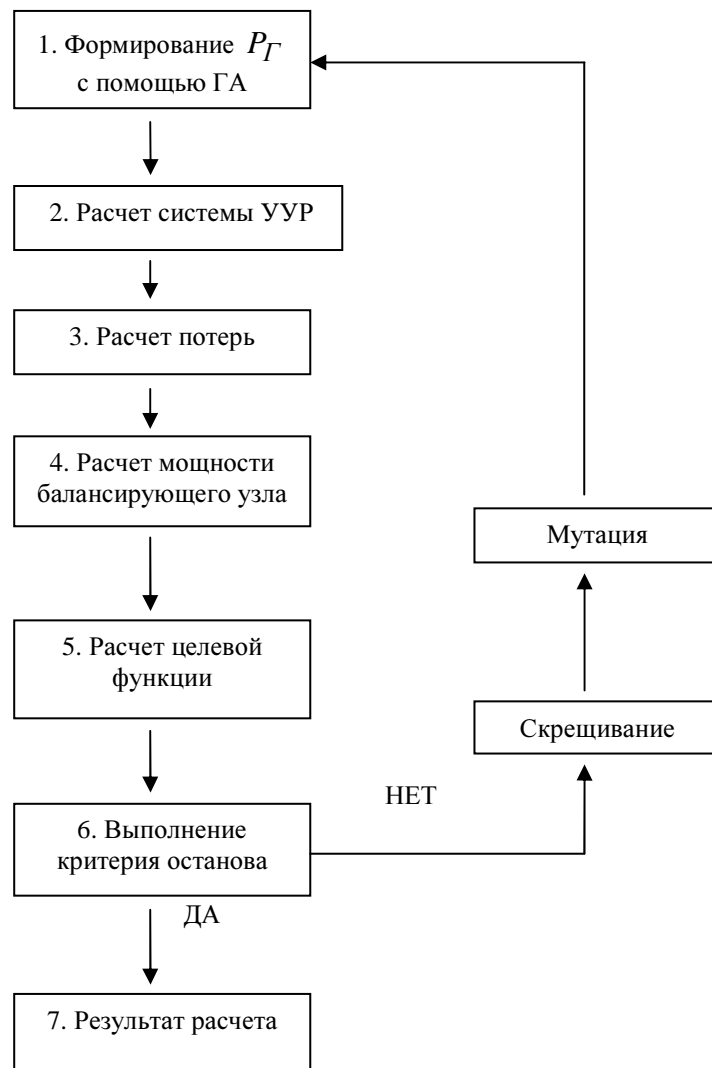 1. Формирование P_Г
с помощью ГА
2. Расчет системы УУР
3. Расчет потерь
4. Расчет мощности
балансирующего узла
Мутация
5. Расчет целевой
функции
Скрещивание
НЕТ
6. Выполнение
критерия останова
ДА
7. Результат расчета